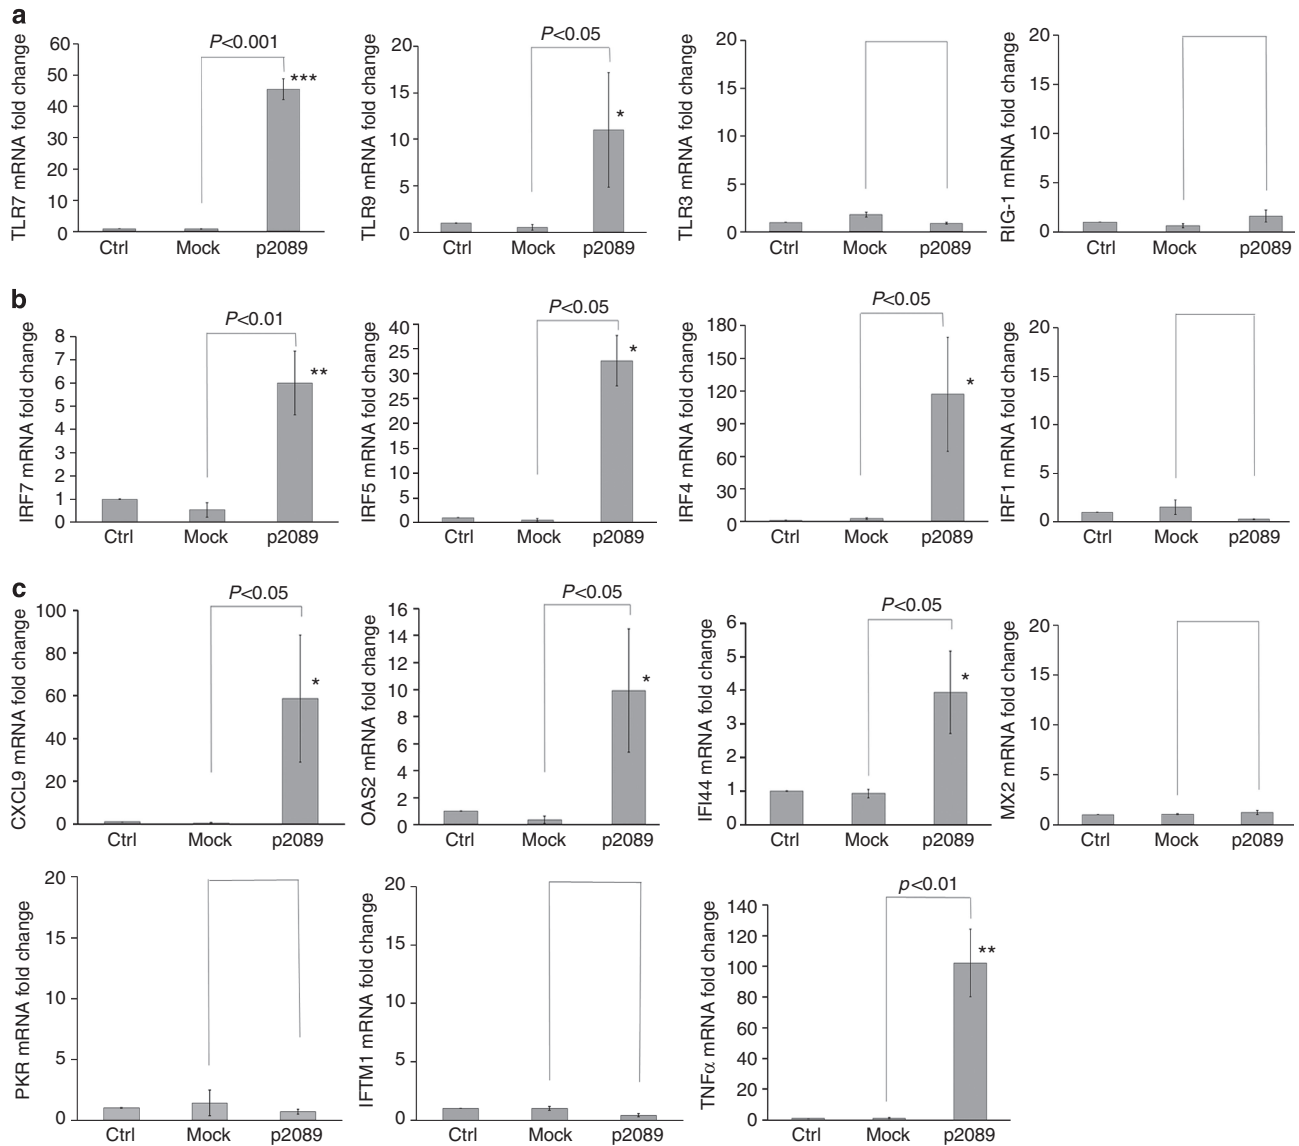 a
TLR7 mRNA fold change
60
50
40
30
20
10
0
P<0.001
***
Ctrl Mock p2089
TLR9 mRNA fold change
20
15
10
5
0
P<0.05
*
Ctrl Mock p2089
TLR3 mRNA fold change
20
15
10
5
0
Ctrl Mock p2089
RIG-1 mRNA fold change
20
15
10
5
0
Ctrl Mock p2089
b
IRF7 mRNA fold change
8
7
6
5
4
3
2
1
0
P<0.01
**
Ctrl Mock p2089
IRF5 mRNA fold change
40
25
30
25
20
15
10
5
0
P<0.05
*
Ctrl Mock p2089
IRF4 mRNA fold change
180
150
120
90
60
30
0
P<0.05
*
Ctrl Mock p2089
IRF1 mRNA fold change
20
15
10
5
0
Ctrl Mock p2089
c
CXCL9 mRNA fold change
100
80
60
40
20
0
P<0.05
*
Ctrl Mock p2089
OAS2 mRNA fold change
16
14
12
10
8
6
4
2
0
P<0.05
*
Ctrl Mock p2089
IFI44 mRNA fold change
6
5
4
3
2
1
0
P<0.05
*
Ctrl Mock p2089
MX2 mRNA fold change
20
15
10
5
0
Ctrl Mock p2089
PKR mRNA fold change
20
15
10
5
0
Ctrl Mock p2089
IFTM1 mRNA fold change
20
15
10
5
0
Ctrl Mock p2089
TNFα mRNA fold change
140
120
100
80
60
40
20
0
p<0.01
**
Ctrl Mock p2089